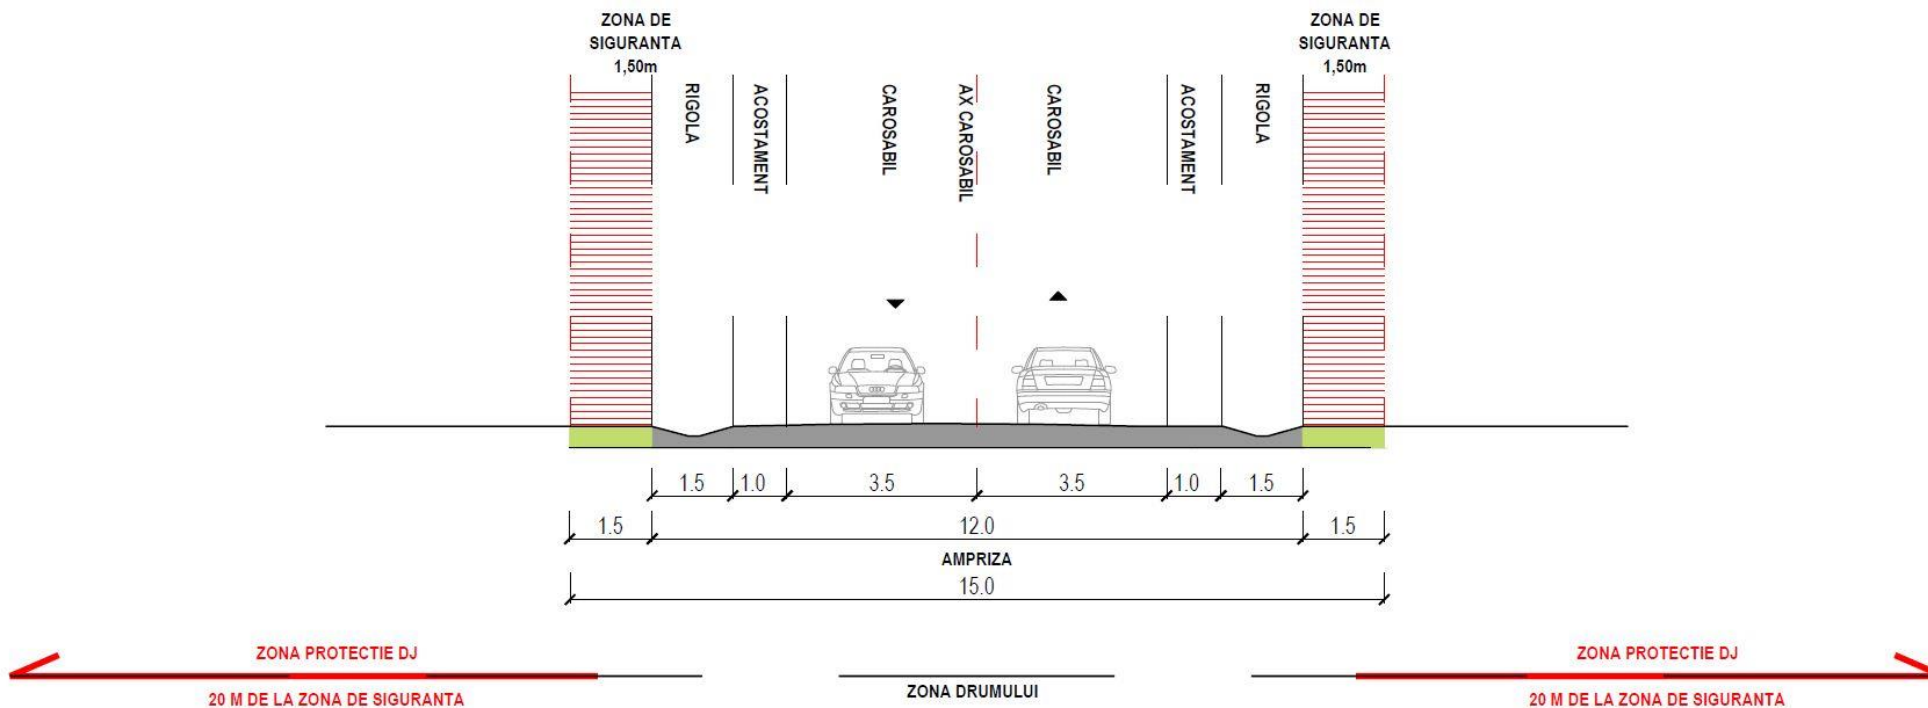 ZONA DE
SIGURANTA
1,50m
ZONA DE
SIGURANTA
1,50m
RIGOLA
ACOSTAMENT
CAROSABIL
AX CAROSABIL
CAROSABIL
ACOSTAMENT
RIGOLA
1.5 1.0 3.5 3.5 1.0 1.5
1.5 12.0 1.5
AMPRIZA
15.0
ZONA PROTECTIE DJ
20 M DE LA ZONA DE SIGURANTA
ZONA DRUMULUI
ZONA PROTECTIE DJ
20 M DE LA ZONA DE SIGURANTA